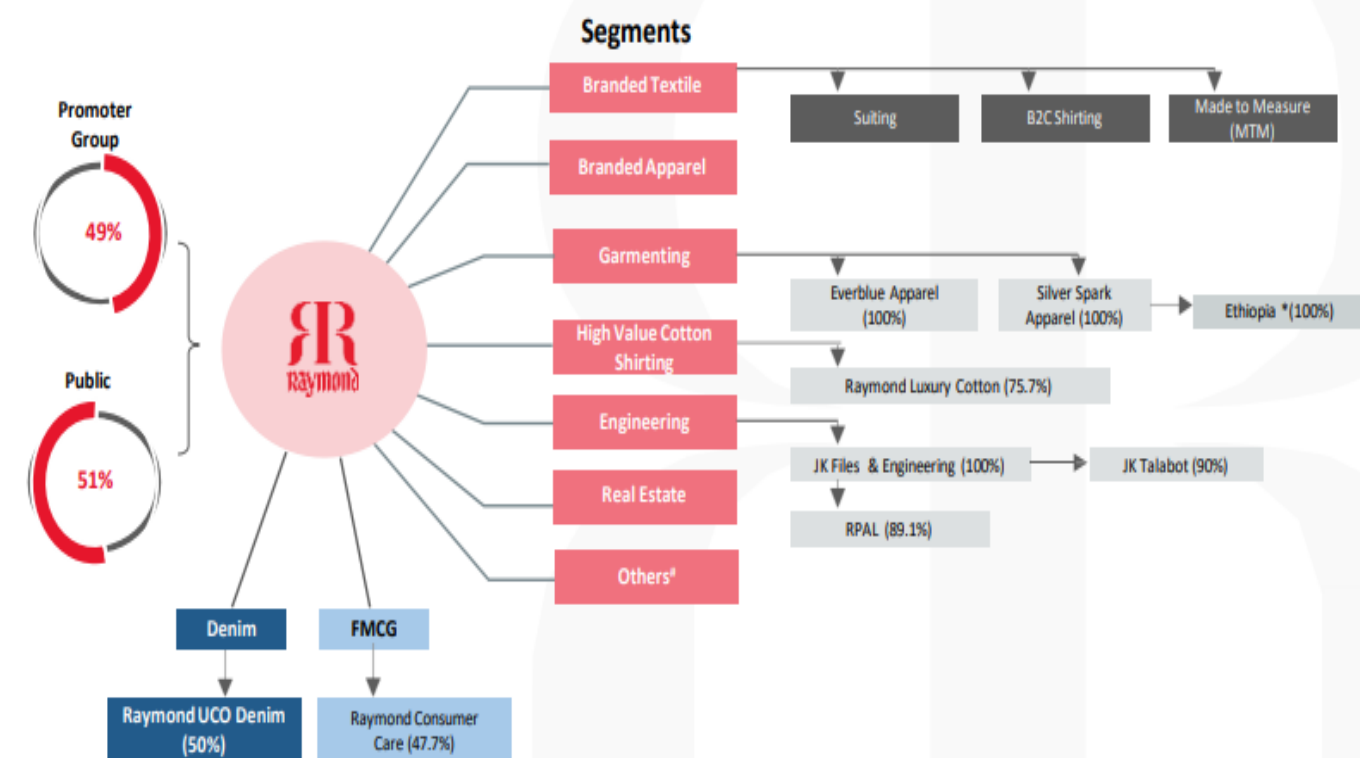 Segments
Promoter
Group
49%
Public
51%
Raymond
Branded Textile
Suiting
B2C Shirting
Made to Measure
(MTM)
Branded Apparel
Garmenting
Everblue Apparel
(100%)
Silver Spark
Apparel (100%)
Ethiopia *(100%)
High Value Cotton
Shirting
Raymond Luxury Cotton (75.7%)
Engineering
JK Files & Engineering (100%)
JK Talabot (90%)
RPAL (89.1%)
Real Estate
Others#
Denim
FMCG
Raymond UCO Denim
(50%)
Raymond Consumer
Care (47.7%)